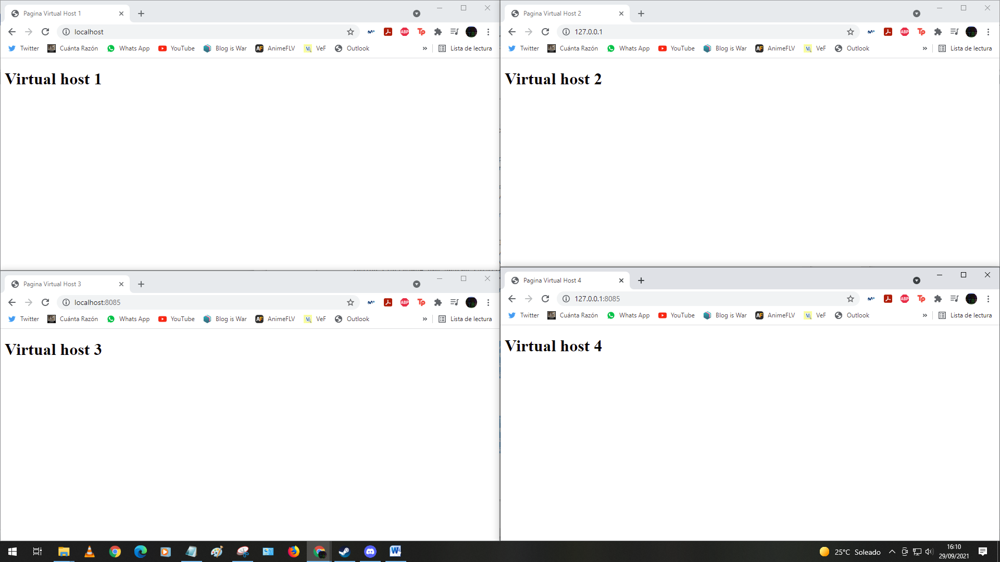 Pagina Virtual Host 1
localhost
Twitter Cuánta Razón Whats App YouTube Blog is War AnimeFLV VeF Outlook » Lista de lectura
Virtual host 1
Pagina Virtual Host 2
127.0.0.1
Twitter Cuánta Razón Whats App YouTube Blog is War AnimeFLV VeF Outlook » Lista de lectura
Virtual host 2
Pagina Virtual Host 3
localhost:8085
Twitter Cuánta Razón Whats App YouTube Blog is War AnimeFLV VeF Outlook » Lista de lectura
Virtual host 3
Pagina Virtual Host 4
127.0.0.1:8085
Twitter Cuánta Razón Whats App YouTube Blog is War AnimeFLV VeF Outlook » Lista de lectura
Virtual host 4
25°C Soleado
16:10
29/09/2021